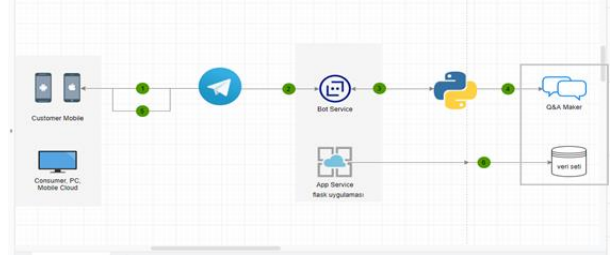 1
2
3
4
6
Customer Mobile
Bot Service
Q&A Maker
Consumer, PC,
Mobile Cloud
App Service
flask uygulaması
veri seti